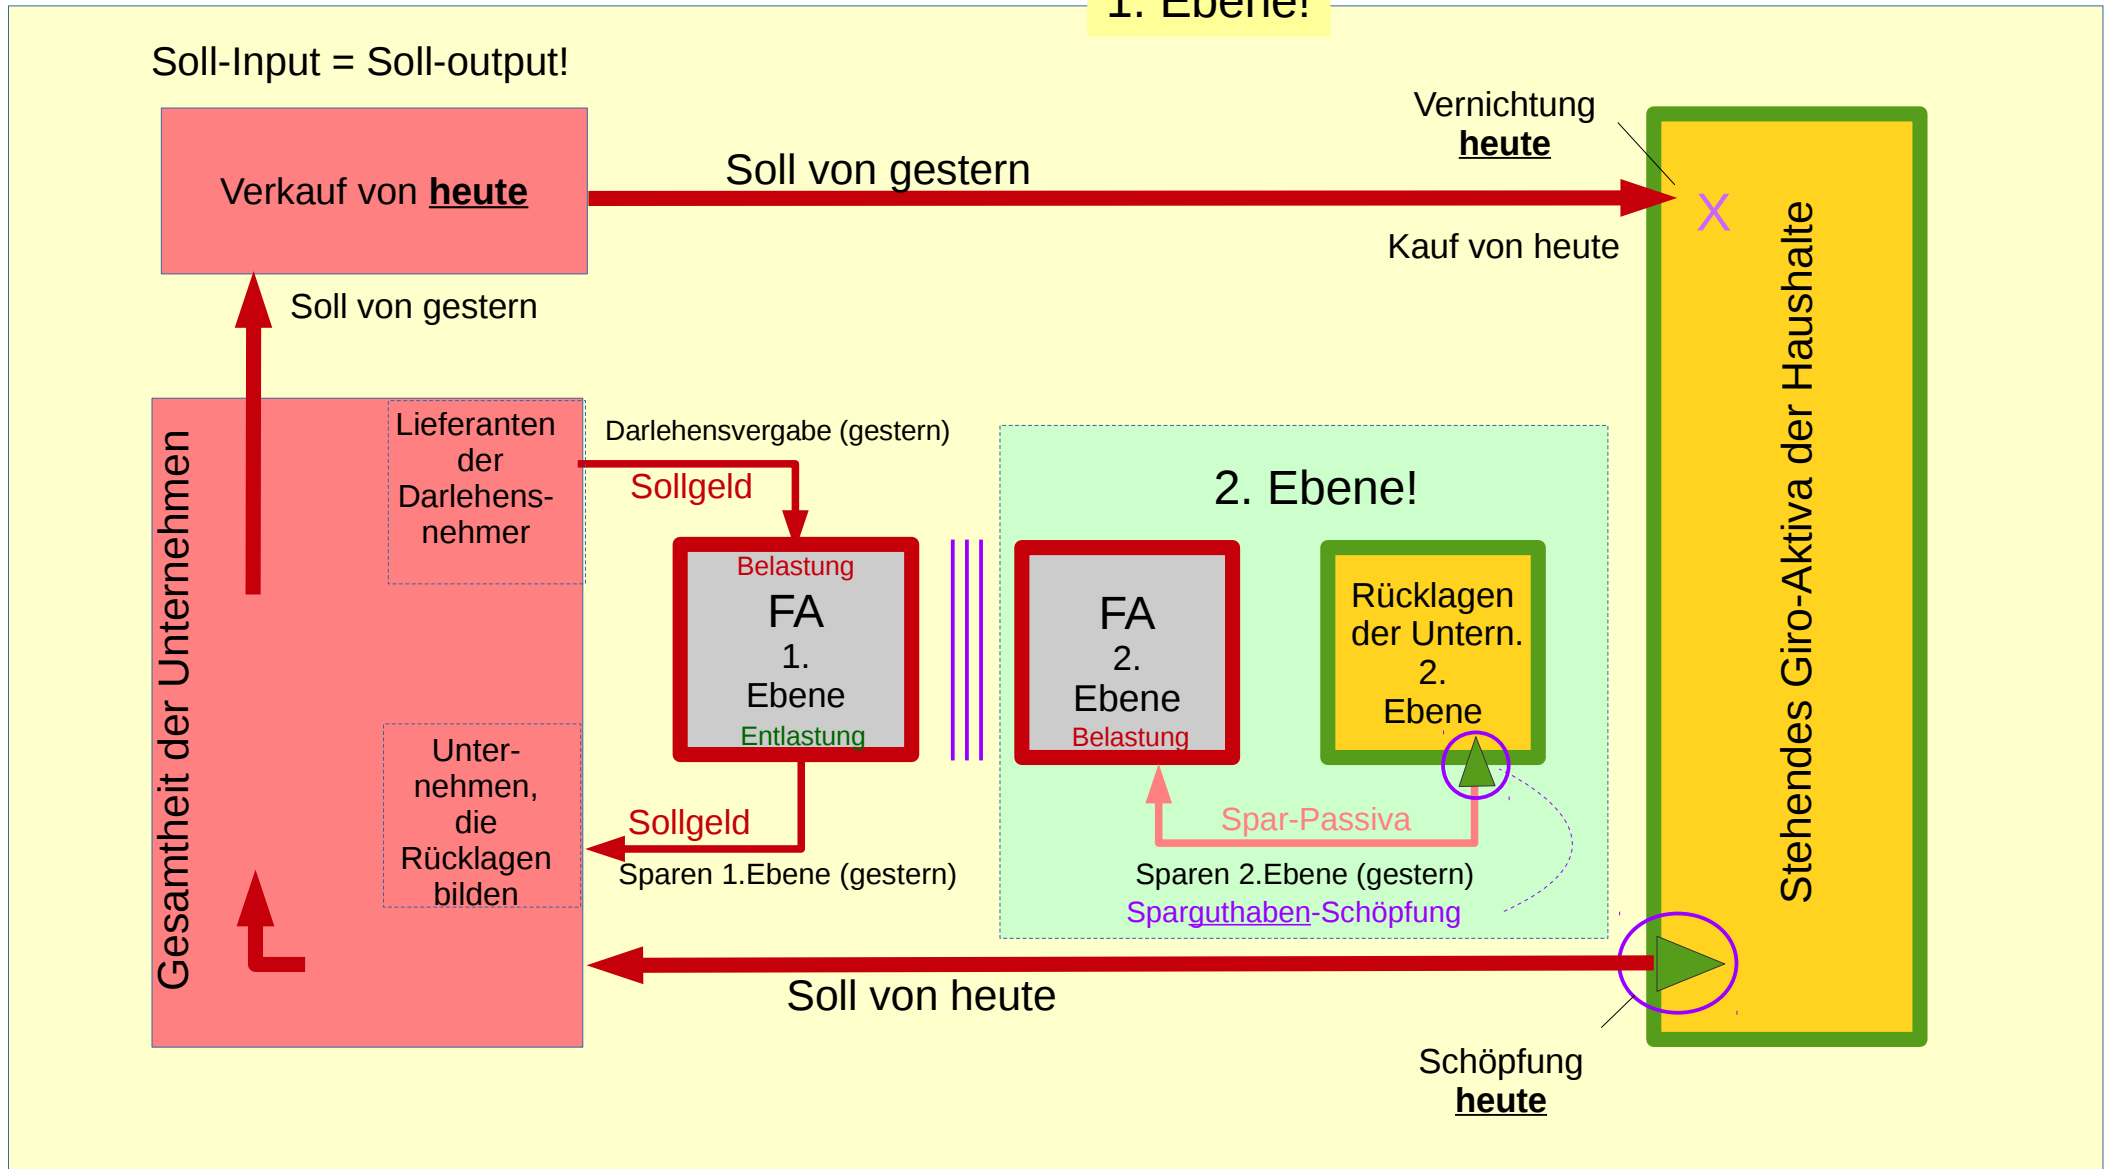 1. Ebene!
Soll-Input = Soll-output!
Verkauf von heute
Soll von gestern
Vernichtung
heute
X
Kauf von heute
Soll von gestern
Stehendes Giro-Aktiva der Haushalte
Gesamtheit der Unternehmen
Lieferanten
der
Darlehens-
nehmer
Darlehensvergabe (gestern)
Sollgeld
Belastung
FA
1.
Ebene
Entlastung
2. Ebene!
FA
2.
Ebene
Belastung
Rücklagen
der Untern.
2.
Ebene
Unter-
nehmen,
die
Rücklagen
bilden
Sollgeld
Sparen 1.Ebene (gestern)
Spar-Passiva
Sparen 2.Ebene (gestern)
Sparguthaben-Schöpfung
Soll von heute
Schöpfung
heute